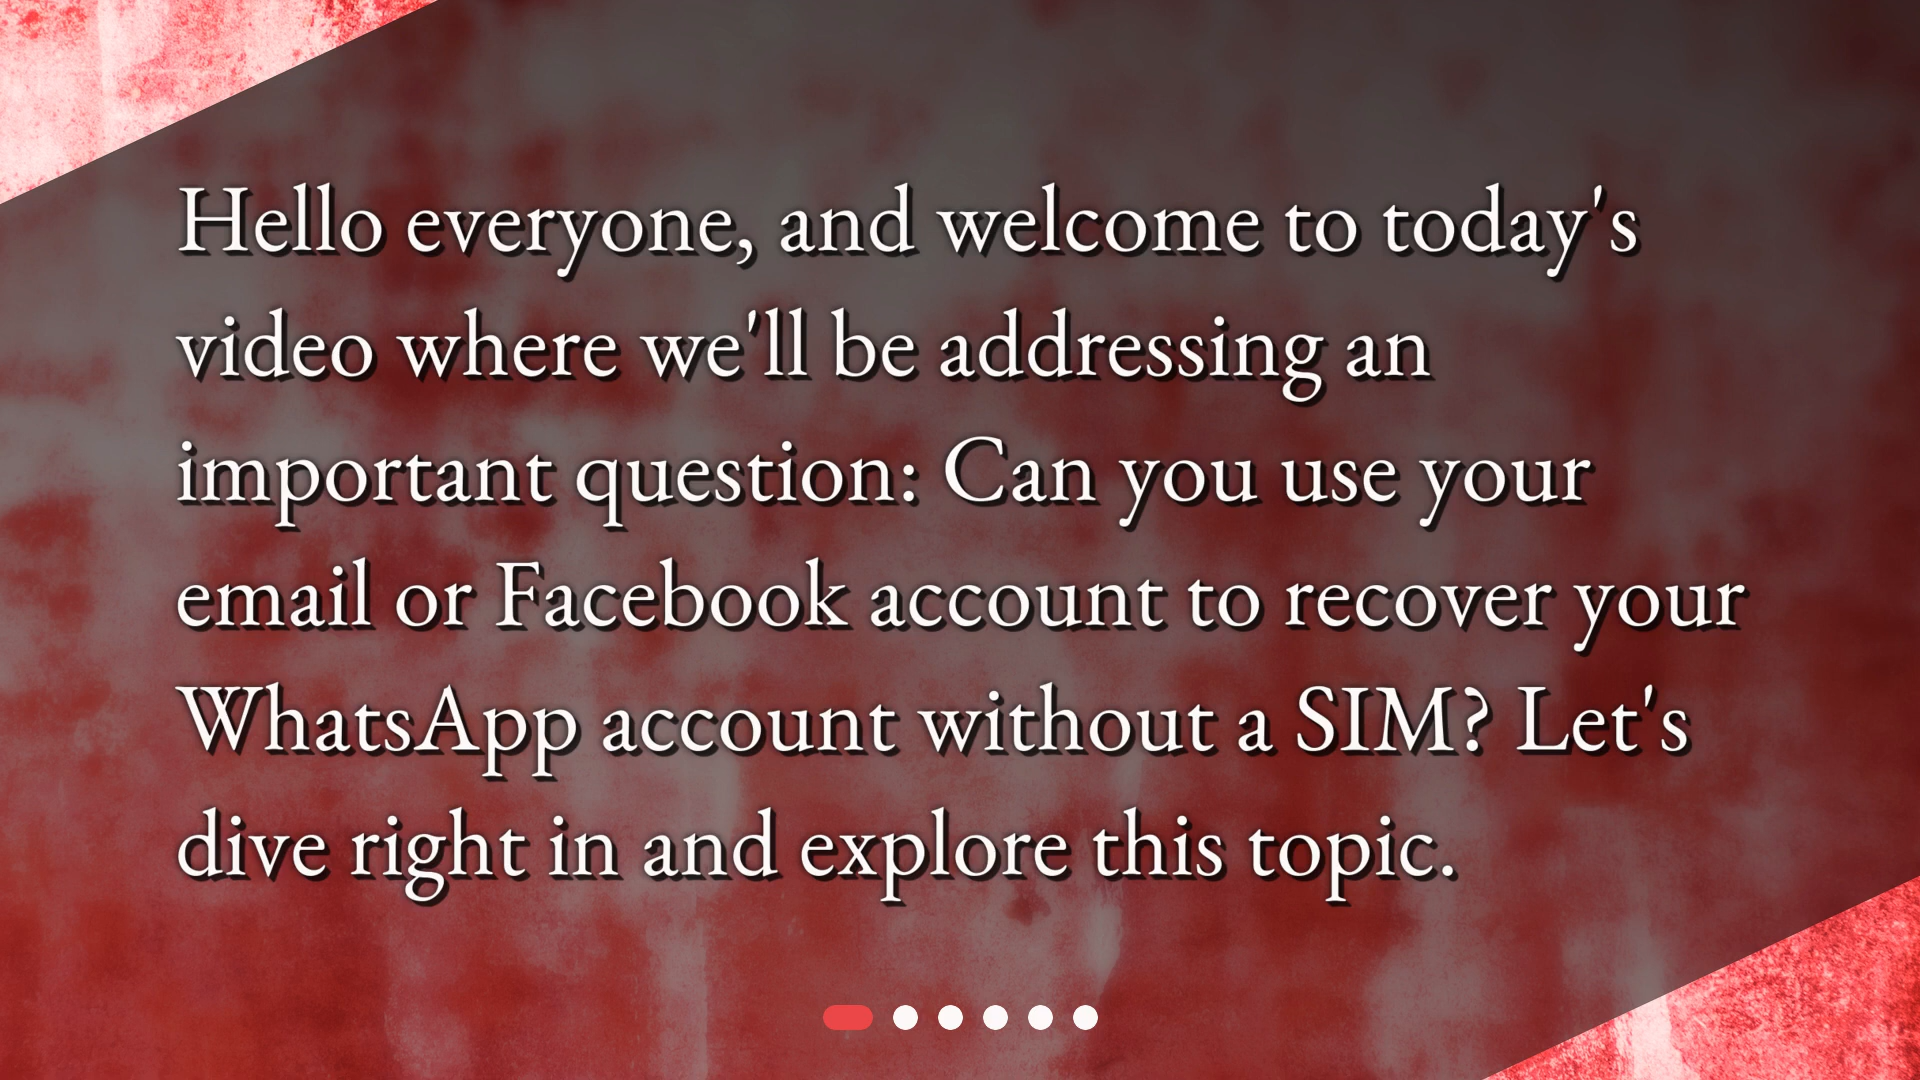 Hello everyone, and welcome to today's
video where we'll be addressing an
important question: Can you use your
email or Facebook account to recover your
WhatsApp account without a SIM? Let's
dive right in and explore this topic.